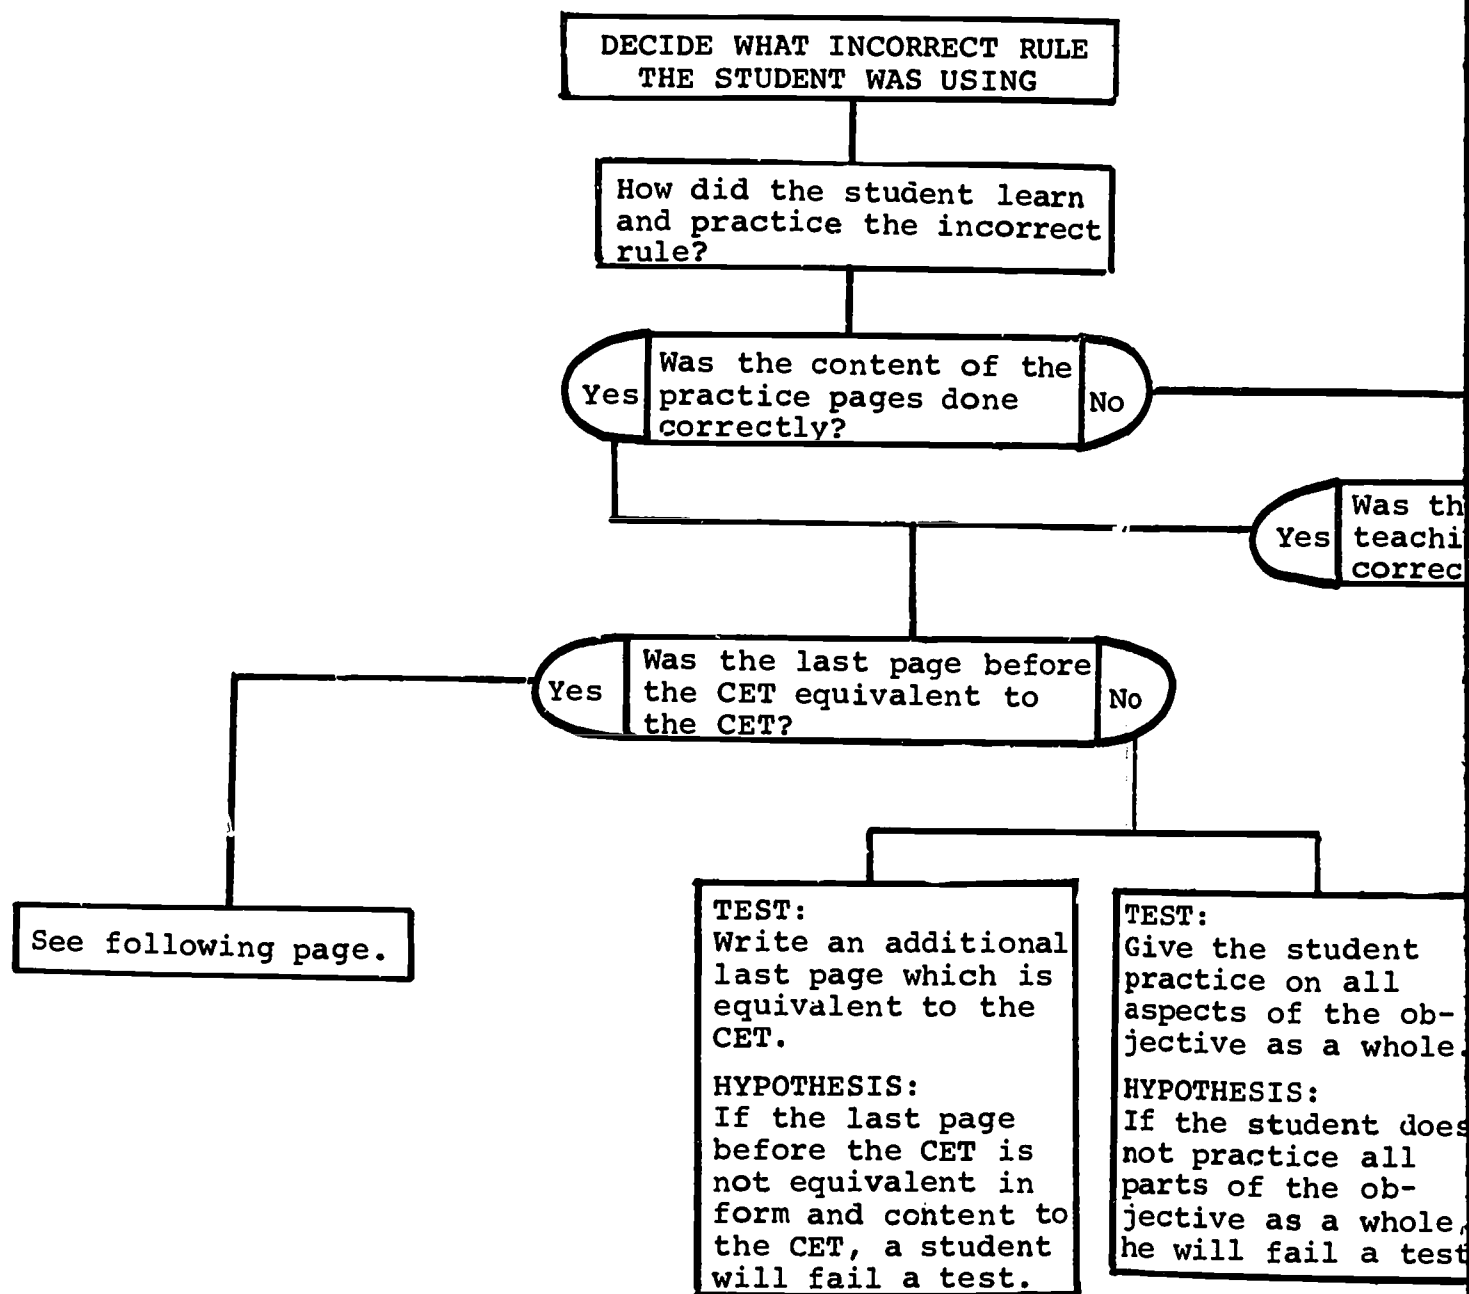 DECIDE WHAT INCORRECT RULE
THE STUDENT WAS USING
How did the student learn
and practice the incorrect
rule?
Yes
Was the content of the
practice pages done
correctly?
No
Yes
Was th
teachi
correc
Yes
Was the last page before
the CET equivalent to
the CET?
No
See following page.
TEST:
Write an additional
last page which is
equivalent to the
CET.
HYPOTHESIS:
If the last page
before the CET is
not equivalent in
form and content to
the CET, a student
will fail a test.
TEST:
Give the student
practice on all
aspects of the ob-
jective as a whole.
HYPOTHESIS:
If the student does
not practice all
parts of the ob-
jective as a whole,
he will fail a test